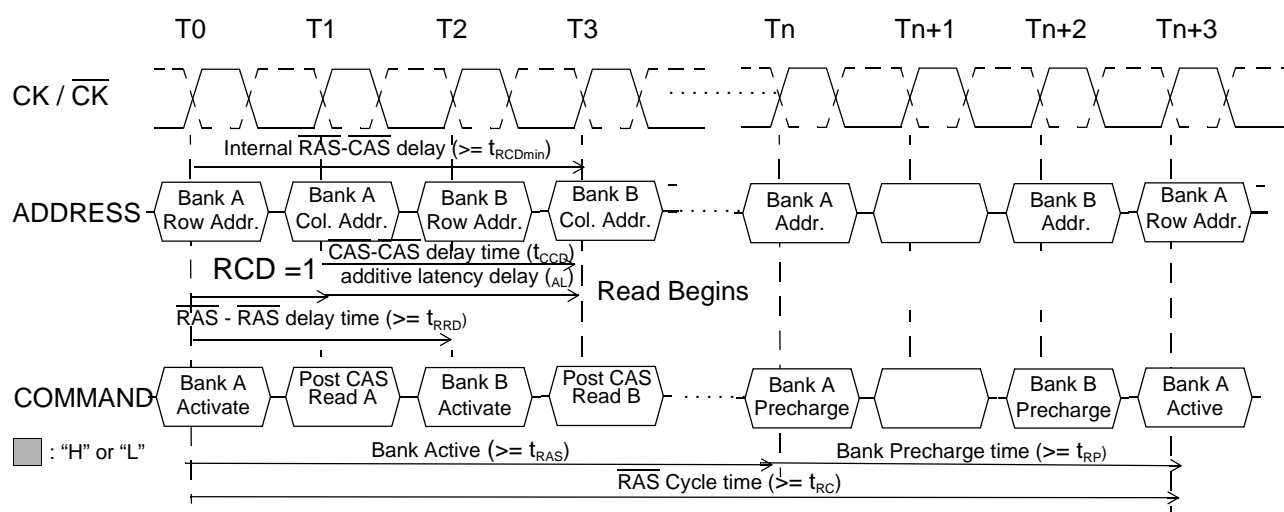 T0 T1 T2 T3 Tn Tn+1 Tn+2 Tn+3
CK / CK
Internal RAS-CAS delay (>= tRCDmin)
ADDRESS
Bank A
Row Addr.
Bank A
Col. Addr.
Bank B
Row Addr.
Bank B
Col. Addr.
Bank A
Addr.
Bank B
Addr.
Bank A
Row Addr.
CAS-CAS delay time (tCCD)
RCD =1
additive latency delay (AL)
Read Begins
RAS - RAS delay time (>= tRRD)
COMMAND
Bank A
Activate
Post CAS
Read A
Bank B
Activate
Post CAS
Read B
Bank A
Precharge
Bank B
Precharge
Bank A
Active
: “H” or “L”
Bank Active (>= tRAS)
Bank Precharge time (>= tRP)
RAS Cycle time (>= tRC)